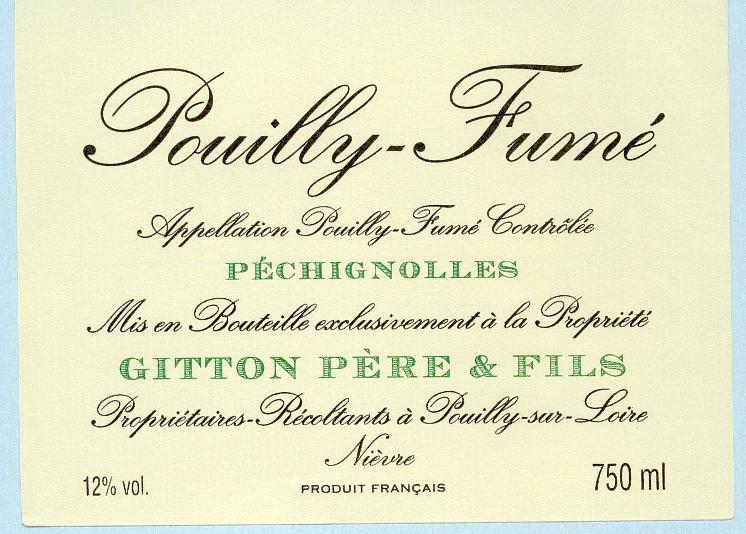 Pouilly-Fumé
Appellation Pouilly-Fumé Contrôlée
PÉCHIGNOLLES
Mis en Bouteille exclusivement à la Propriété
GITTON PÈRE & FILS
Propriétaires-Récoltants à Pouilly-sur-Loire
Nièvre
12% vol.
PRODUIT FRANÇAIS
750 ml